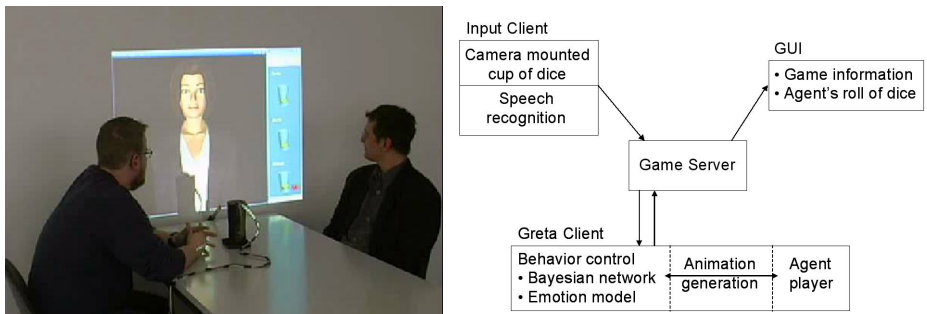 Input Client
Camera mounted
cup of dice
Speech
recognition
GUI
• Game information
• Agent's roll of dice
Game Server
Greta Client
Behavior control
• Bayesian network
• Emotion model
Animation
generation
Agent
player